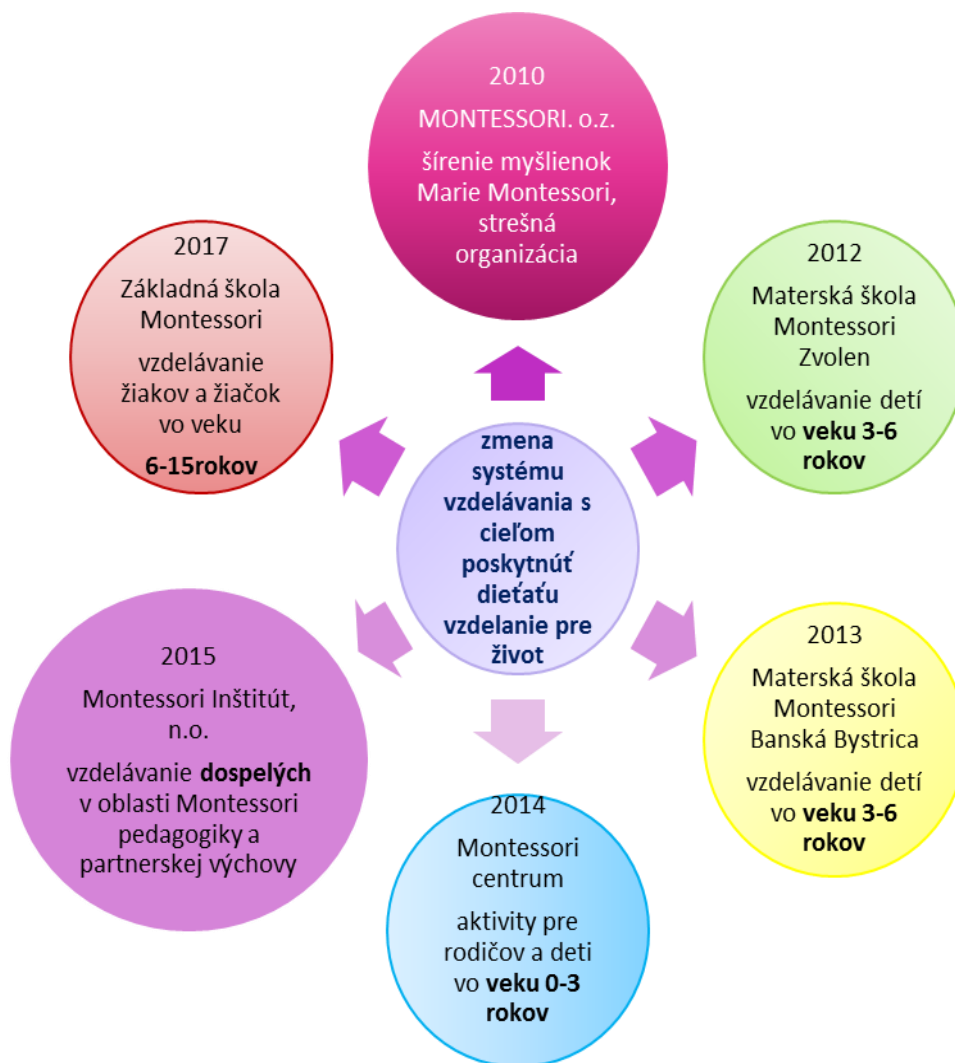 2010
MONTESSORI. o.z.
šírenie myšlienok
Marie Montessori,
strešná
organizácia
2012
Materská škola
Montessori
Zvolen
vzdelávanie detí
vo veku 3-6
rokov
2013
Materská škola
Montessori
Banská Bystrica
vzdelávanie detí
vo veku 3-6
rokov
2014
Montessori
centrum
aktivity pre
rodičov a deti
vo veku 0-3
rokov
2015
Montessori Inštitút,
n.o.
vzdelávanie dospelých
v oblasti Montessori
pedagogiky a
partnerskej výchovy
2017
Základná škola
Montessori
vzdelávanie
žiakov a žiačok
vo veku
6-15rokov
zmena
systému
vzdelávania s
cieľom
poskytnúť
dieťaťu
vzdelanie pre
život